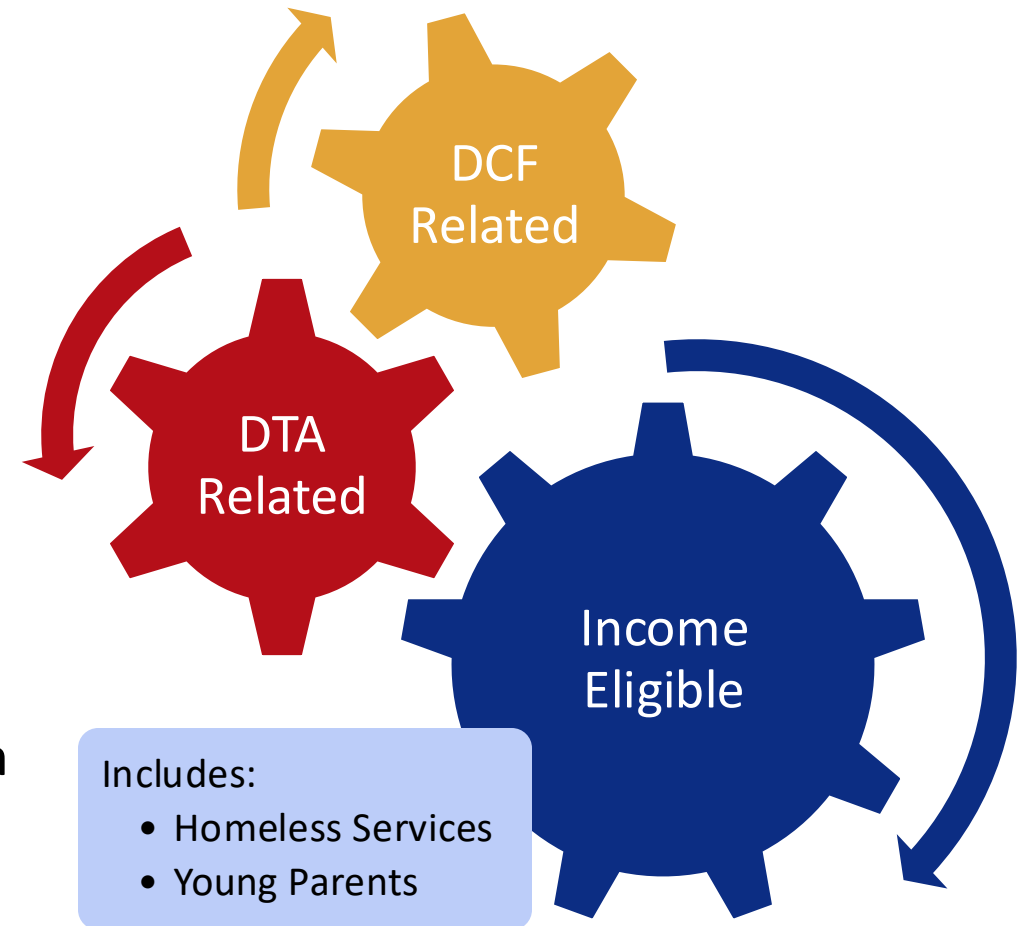 DCF
Related
DTA
Related
Income
Eligible
Includes:
• Homeless Services
• Young Parents